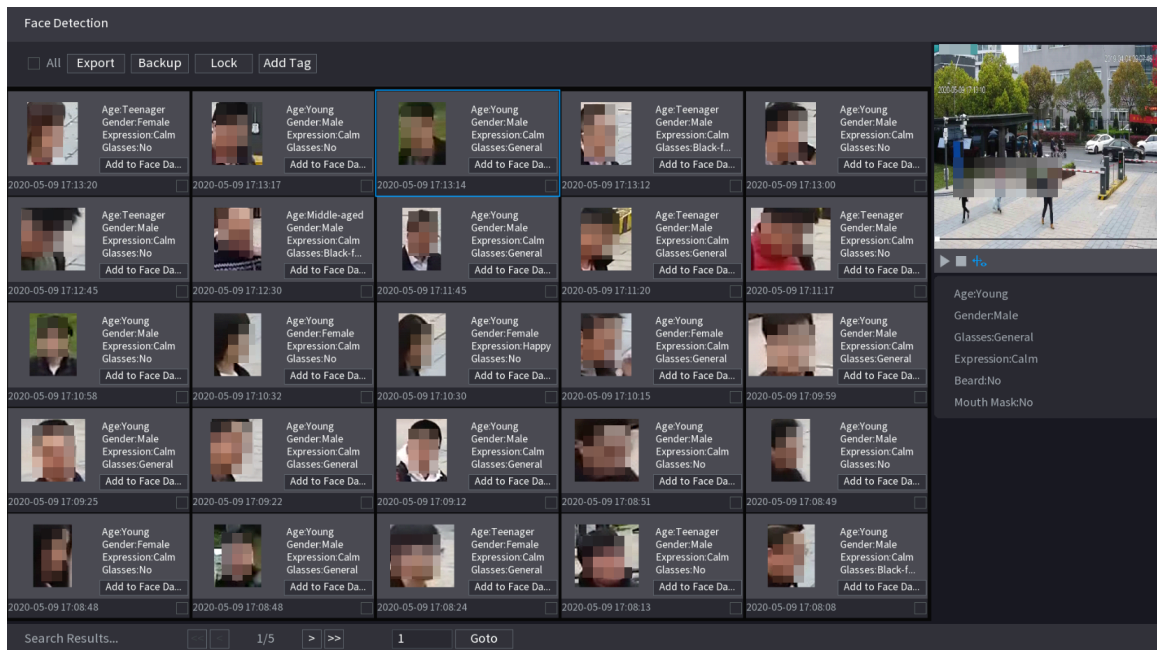 Face Detection
All Export Backup Lock Add Tag
Age:Teenager
Gender:Female
Expression:Calm
Glasses:No
Add to Face Da...
2020-05-09 17:13:20
Age:Young
Gender:Male
Expression:Calm
Glasses:No
Add to Face Da...
2020-05-09 17:13:17
Age:Young
Gender:Male
Expression:Calm
Glasses:General
Add to Face Da...
2020-05-09 17:13:14
Age:Teenager
Gender:Male
Expression:Calm
Glasses:Black-f...
Add to Face Da...
2020-05-09 17:13:12
Age:Young
Gender:Male
Expression:Calm
Glasses:No
Add to Face Da...
2020-05-09 17:13:00
Age:Teenager
Gender:Male
Expression:Calm
Glasses:No
Add to Face Da...
2020-05-09 17:12:45
Age:Middle-aged
Gender:Male
Expression:Calm
Glasses:Black-f...
Add to Face Da...
2020-05-09 17:12:30
Age:Young
Gender:Male
Expression:Calm
Glasses:General
Add to Face Da...
2020-05-09 17:11:45
Age:Teenager
Gender:Male
Expression:Calm
Glasses:General
Add to Face Da...
2020-05-09 17:11:20
Age:Teenager
Gender:Male
Expression:Calm
Glasses:No
Add to Face Da...
2020-05-09 17:11:17
Age:Young
Gender:Male
Expression:Calm
Glasses:No
Add to Face Da...
2020-05-09 17:10:58
Age:Young
Gender:Female
Expression:Calm
Glasses:No
Add to Face Da...
2020-05-09 17:10:32
Age:Young
Gender:Female
Expression:Happy
Glasses:No
Add to Face Da...
2020-05-09 17:10:30
Age:Young
Gender:Female
Expression:Calm
Glasses:General
Add to Face Da...
2020-05-09 17:10:15
Age:Young
Gender:Male
Expression:Calm
Glasses:General
Add to Face Da...
2020-05-09 17:09:59
Age:Young
Gender:Male
Expression:Calm
Glasses:General
Add to Face Da...
2020-05-09 17:09:25
Age:Young
Gender:Male
Expression:Calm
Glasses:General
Add to Face Da...
2020-05-09 17:09:22
Age:Young
Gender:Male
Expression:Calm
Glasses:General
Add to Face Da...
2020-05-09 17:09:12
Age:Young
Gender:Male
Expression:Calm
Glasses:No
Add to Face Da...
2020-05-09 17:08:51
Age:Young
Gender:Male
Expression:Calm
Glasses:No
Add to Face Da...
2020-05-09 17:08:49
Age:Young
Gender:Female
Expression:Calm
Glasses:No
Add to Face Da...
2020-05-09 17:08:48
Age:Young
Gender:Male
Expression:Calm
Glasses:General
Add to Face Da...
2020-05-09 17:08:48
Age:Teenager
Gender:Female
Expression:Calm
Glasses:General
Add to Face Da...
2020-05-09 17:08:24
Age:Teenager
Gender:Male
Expression:Calm
Glasses:No
Add to Face Da...
2020-05-09 17:08:13
Age:Young
Gender:Male
Expression:Calm
Glasses:Black-f...
Add to Face Da...
2020-05-09 17:08:08
Age:Young
Gender:Male
Glasses:General
Expression:Calm
Beard:No
Mouth Mask:No
Search Results... << < 1/5 > >> 1 Goto